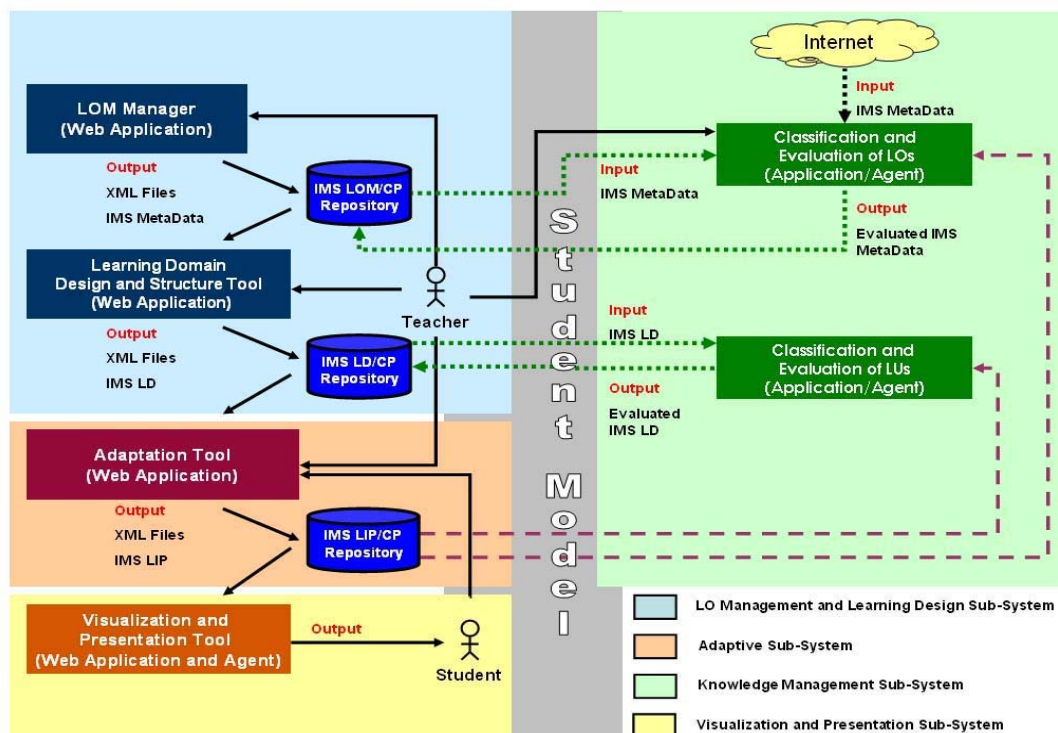 Internet
Input
IMS MetaData
LOM Manager
(Web Application)
Output
XML Files
IMS MetaData
IMS LOM/CP
Repository
Input
IMS MetaData
Classification and
Evaluation of LOs
(Application/Agent)
Output
Evaluated IMS
MetaData
Learning Domain
Design and Structure Tool
(Web Application)
Teacher
Output
XML Files
IMS LD
IMS LD/CP
Repository
Input
IMS LD
Output
Evaluated
IMS LD
Classification and
Evaluation of LUs
(Application/Agent)
Student Model
Adaptation Tool
(Web Application)
Output
XML Files
IMS LIP
IMS LIP/CP
Repository
Visualization and
Presentation Tool
(Web Application and Agent)
Output
Student
LO Management and Learning Design Sub-System
Adaptive Sub-System
Knowledge Management Sub-System
Visualization and Presentation Sub-System